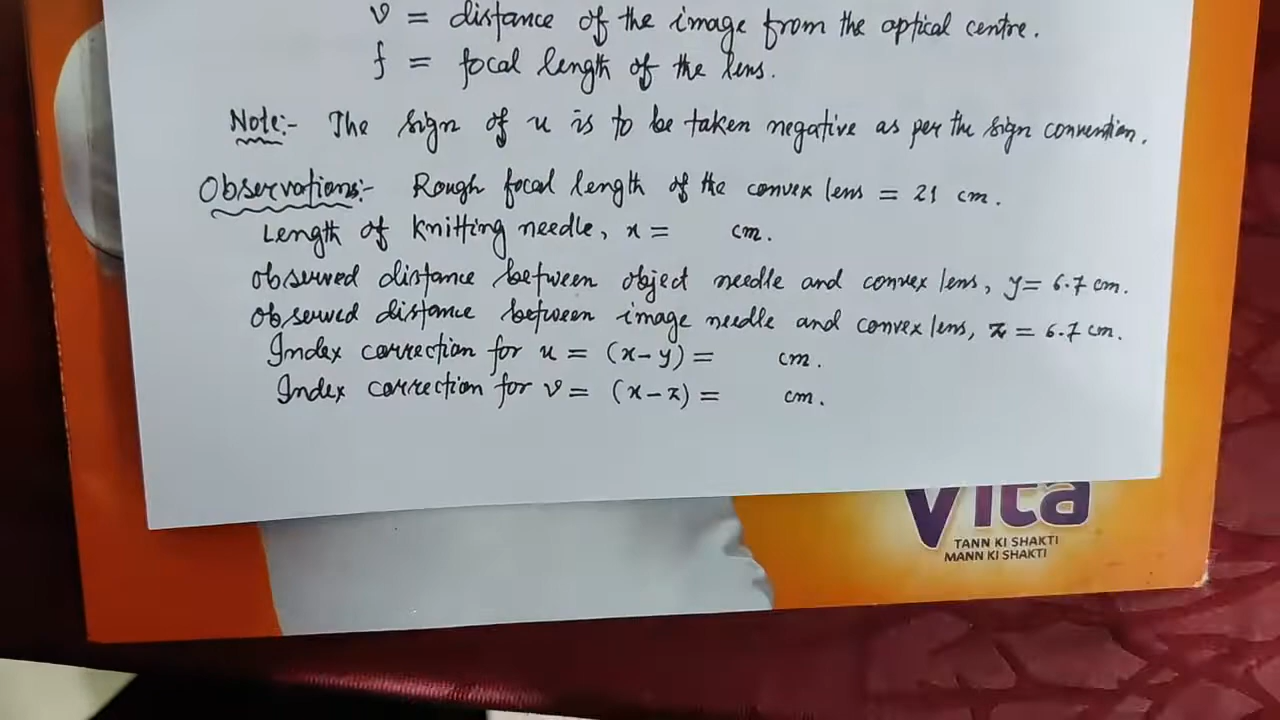 v = distance of the image from the optical centre.
f = focal length of the lens.
Note:- The sign of u is to be taken negative as per the sign convention.
Observations:- Rough focal length of the convex lens = 21 cm.
Length of knitting needle, x = cm.
Observed distance between object needle and convex lens, y = 6.7 cm.
Observed distance between image needle and convex lens, z = 6.7 cm.
Index correction for u = (x-y) = cm.
Index correction for v = (x-z) = cm.
Vita
TANN KI SHAKTI
MANN KI SHAKTI